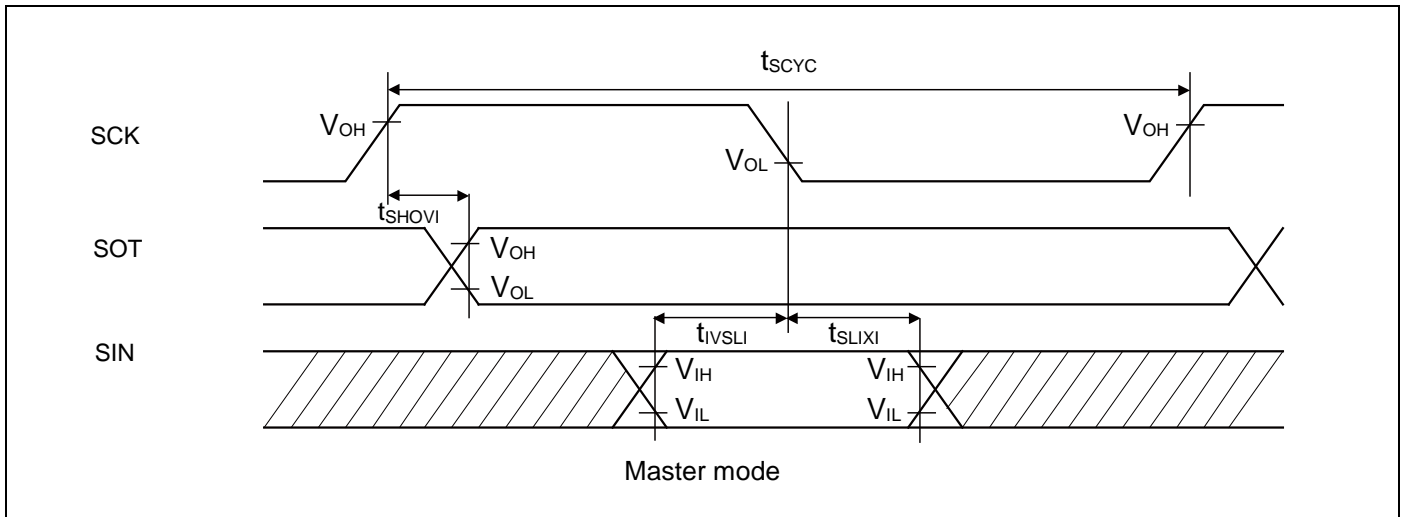 tSCYC
SCK
VOH
VOL
VOH
tSHOVI
SOT
VOH
VOL
tIVSLI
tSLIXI
SIN
VIH
VIH
VIL
VIL
Master mode